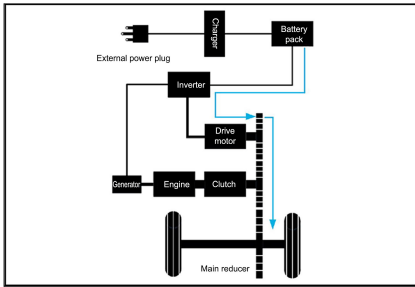 Charger
Battery
pack
External power plug
Inverter
Drive
motor
Generator
Engine
Clutch
Main reducer